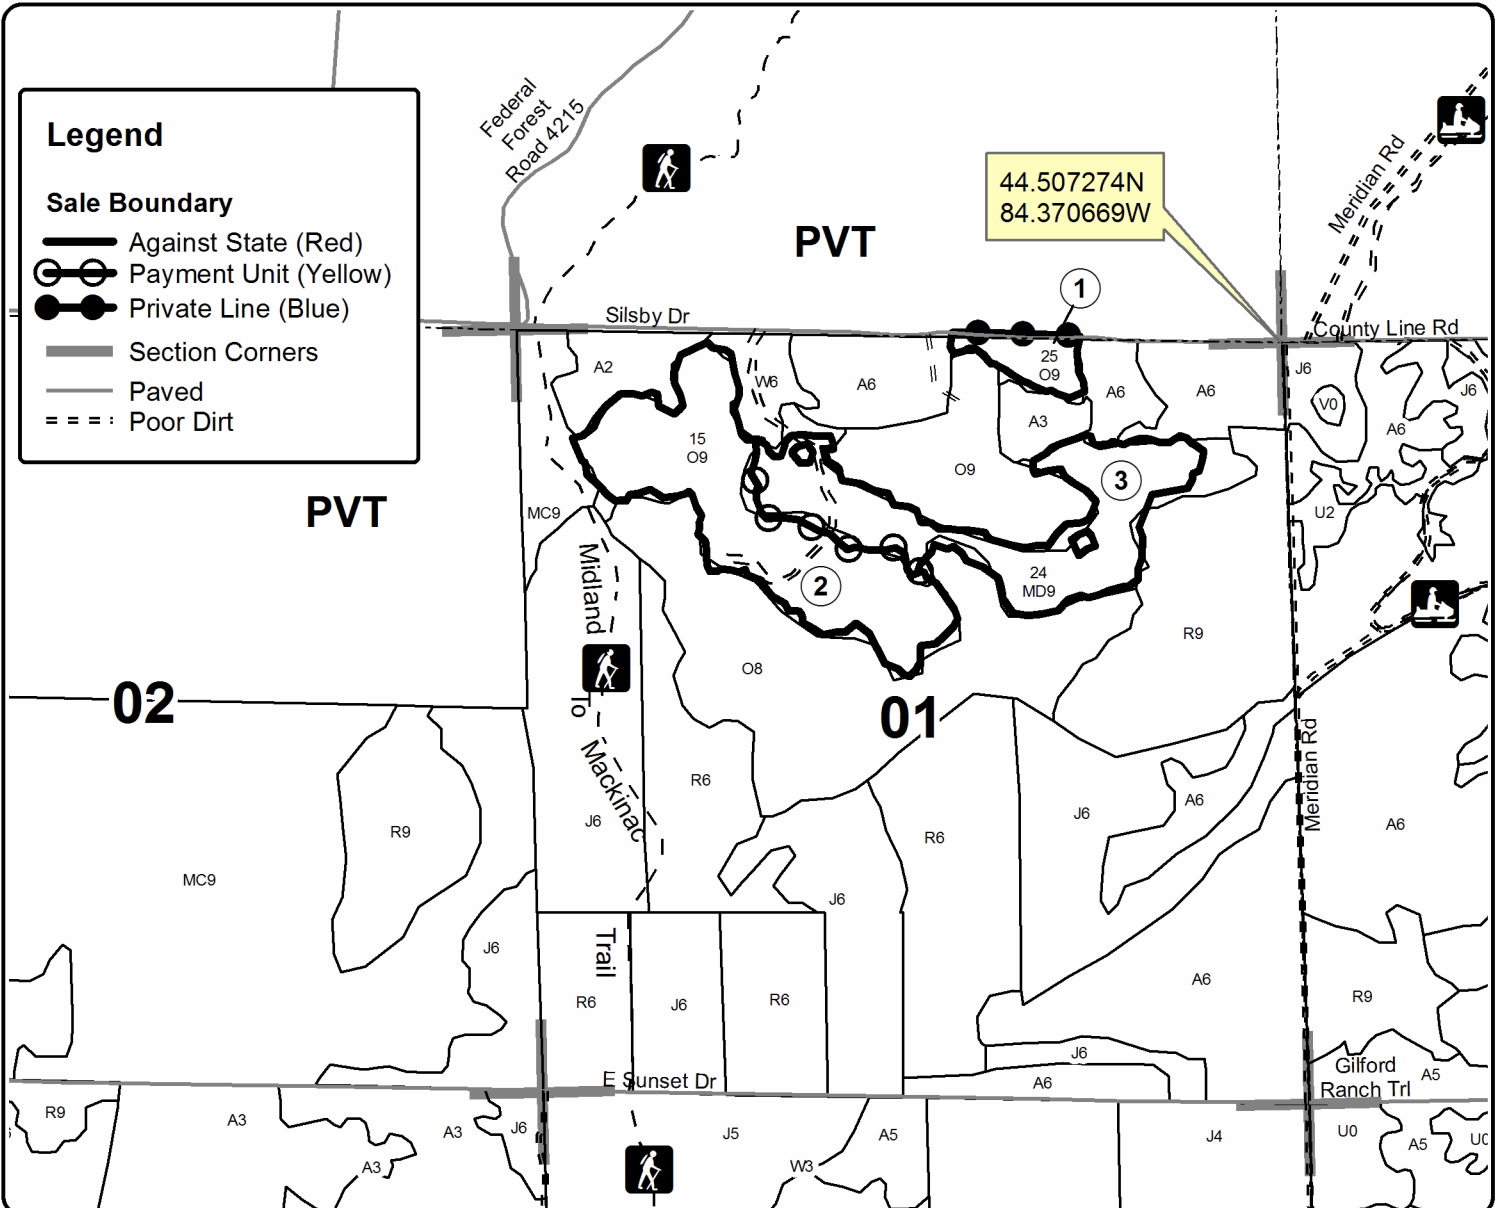 Legend
Sale Boundary
Against State (Red)
Payment Unit (Yellow)
Private Line (Blue)
Section Corners
Paved
Poor Dirt
Federal
Forest
Road 4215
PVT
44.507274N
84.370669W
Meridian Rd
1
Silsby Dr
County Line Rd
A2
W6
A6
25
O9
A6
A6
J6
V0
J6
A6
A3
15
O9
O9
3
PVT
MC9
U2
Midland
2
24
MD9
R9
O8
To
02
01
Mackinac
R6
J6
R6
J6
A6
Meridian Rd
A6
R9
MC9
J6
J6
Trail
R6
J6
R6
A6
R9
J6
A6
E Sunset Dr
Gilford
Ranch Trl
A5
R9
A3
A3
J6
J5
A5
J4
U0
A5
A3
W3